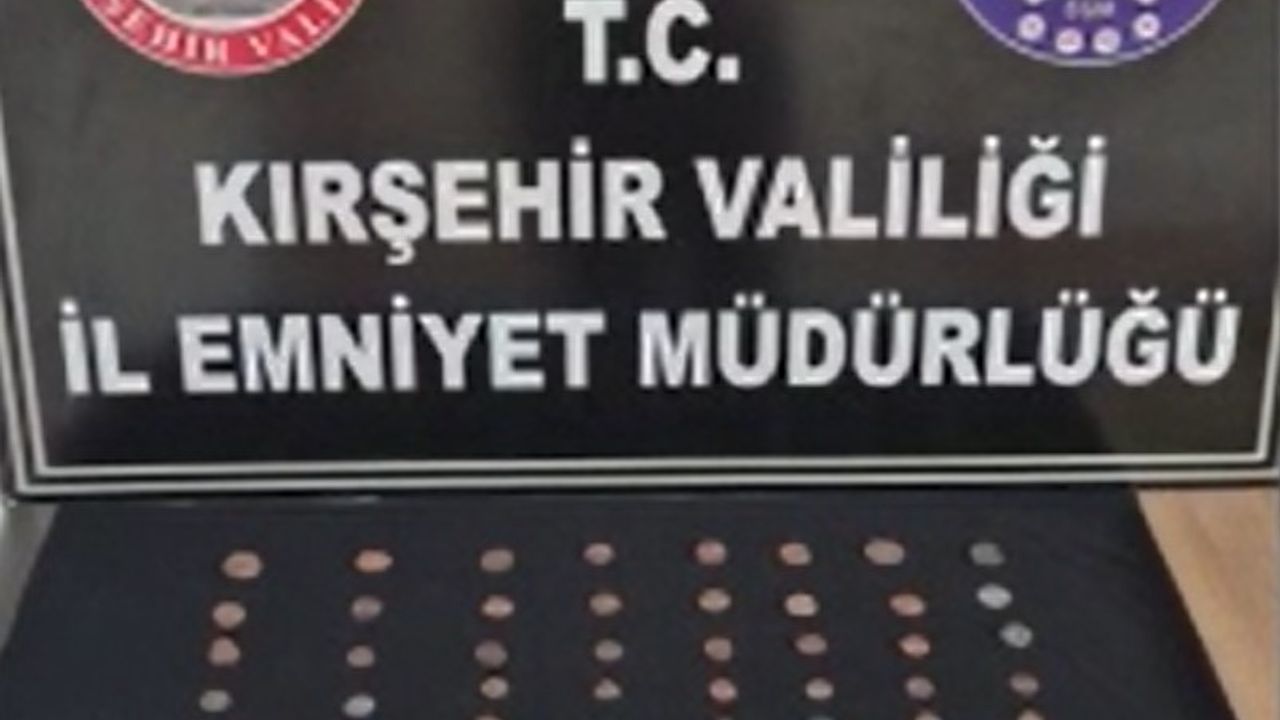 T.C.
KIRŞEHİR VALİLİĞİ
İL EMNİYET MÜDÜRLÜĞÜ